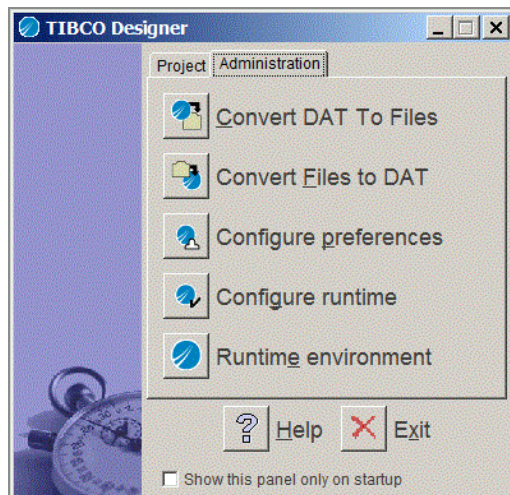 TIBCO Designer
Project Administration
Convert DAT To Files
Convert Files to DAT
Configure preferences
Configure runtime
Runtime environment
? Help Exit
Show this panel only on startup